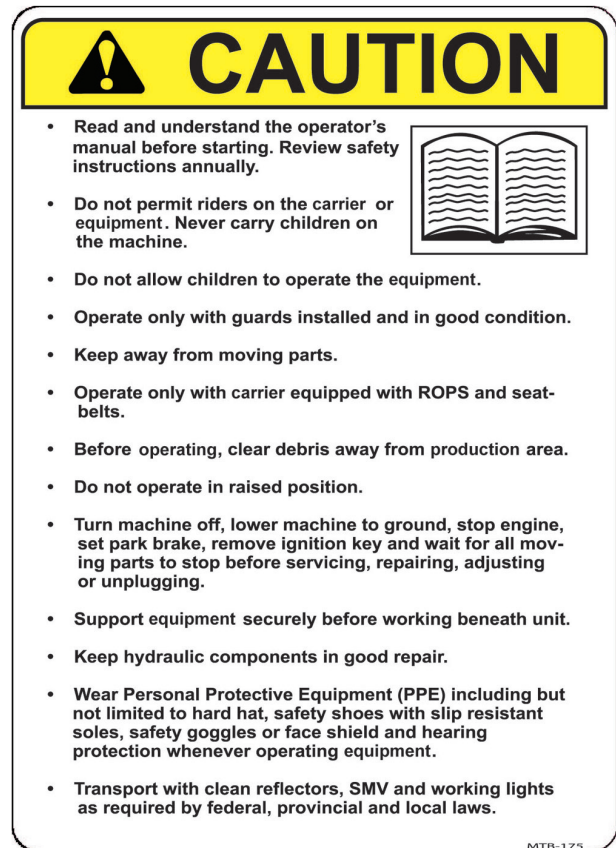 CAUTION
• Read and understand the operator's
manual before starting. Review safety
instructions annually.
• Do not permit riders on the carrier or
equipment. Never carry children on
the machine.
• Do not allow children to operate the equipment.
• Operate only with guards installed and in good condition.
• Keep away from moving parts.
• Operate only with carrier equipped with ROPS and seat-
belts.
• Before operating, clear debris away from production area.
• Do not operate in raised position.
• Turn machine off, lower machine to ground, stop engine,
set park brake, remove ignition key and wait for all mov-
ing parts to stop before servicing, repairing, adjusting
or unplugging.
• Support equipment securely before working beneath unit.
• Keep hydraulic components in good repair.
• Wear Personal Protective Equipment (PPE) including but
not limited to hard hat, safety shoes with slip resistant
soles, safety goggles or face shield and hearing
protection whenever operating equipment.
• Transport with clean reflectors, SMV and working lights
as required by federal, provincial and local laws.
MTB-175